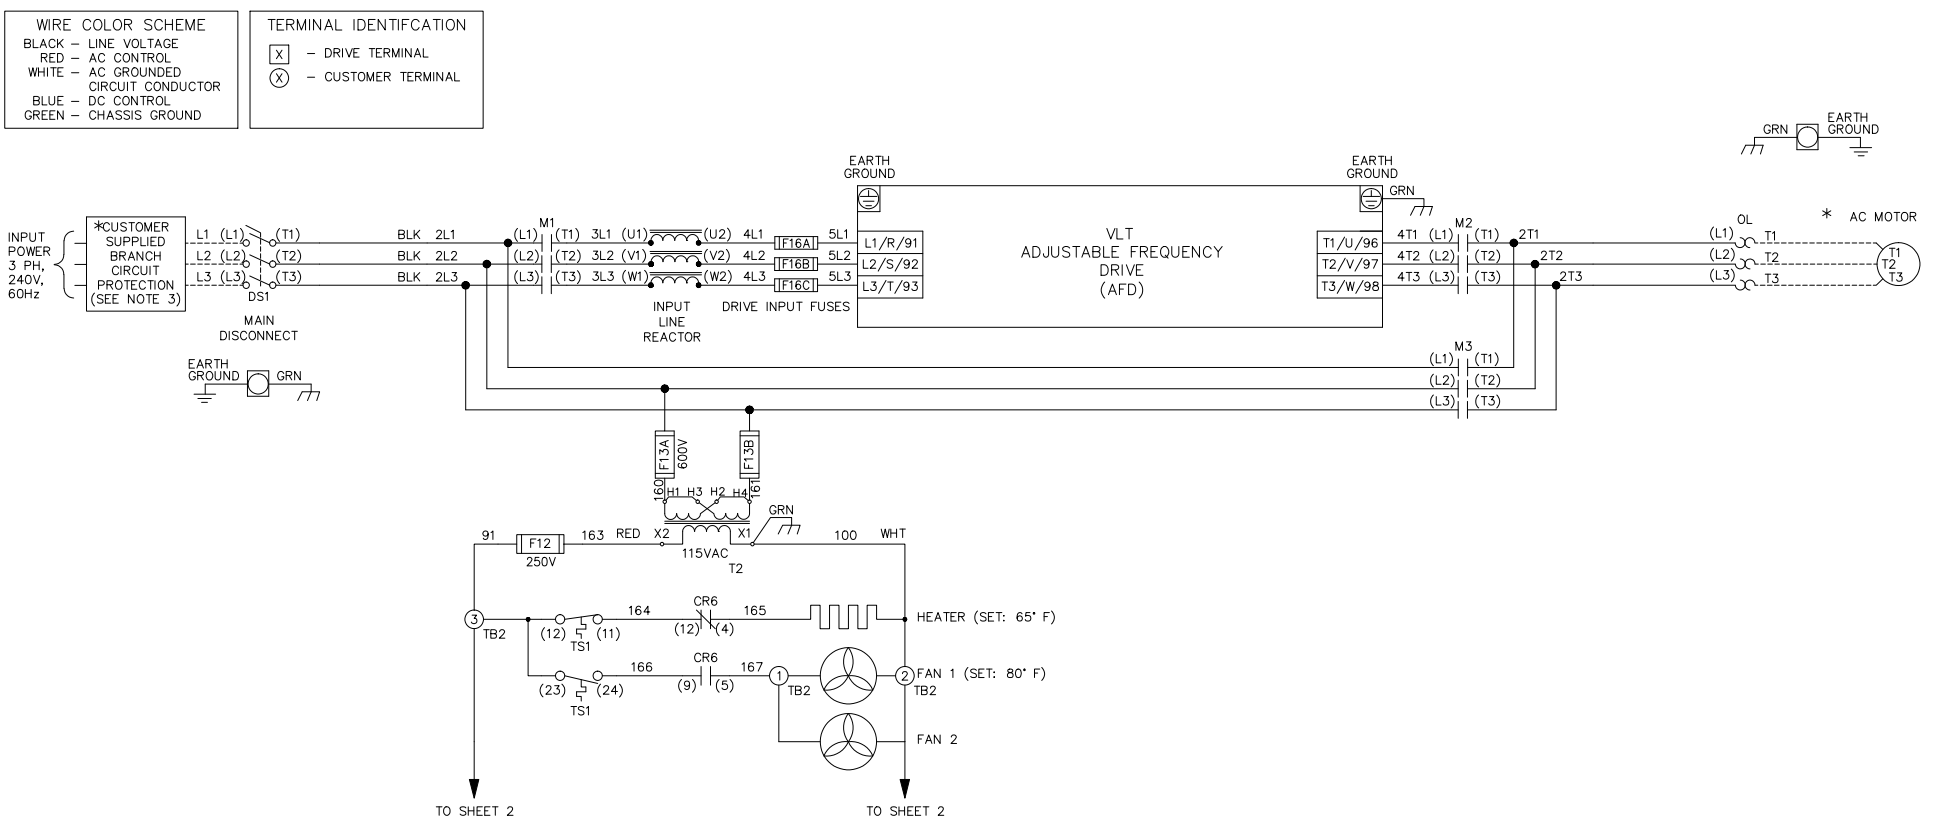 WIRE COLOR SCHEME
BLACK – LINE VOLTAGE
RED – AC CONTROL
WHITE – AC GROUNDED
CIRCUIT CONDUCTOR
BLUE – DC CONTROL
GREEN – CHASSIS GROUND
TERMINAL IDENTIFCATION
X – DRIVE TERMINAL
X – CUSTOMER TERMINAL
GRN
EARTH
GROUND
EARTH
GROUND
EARTH
GROUND
GRN
INPUT
POWER
3 PH,
240V,
60Hz
*CUSTOMER
SUPPLIED
BRANCH
CIRCUIT
PROTECTION
(SEE NOTE 3)
L1 (L1) (T1) BLK 2L1 (L1) M1 (T1) 3L1 (U1) (U2) 4L1 F16A 5L1 L1/R/91
L2 (L2) (T2) BLK 2L2 (L2) (T2) 3L2 (V1) (V2) 4L2 F16B 5L2 L2/S/92
L3 (L3) (T3) BLK 2L3 (L3) (T3) 3L3 (W1) (W2) 4L3 F16C 5L3 L3/T/93
DS1
MAIN
DISCONNECT
INPUT
LINE
REACTOR
DRIVE INPUT FUSES
VLT
ADJUSTABLE FREQUENCY
DRIVE
(AFD)
T1/U/96 4T1 (L1) M2 (T1) 2T1 (L1) OL T1
T2/V/97 4T2 (L2) (T2) 2T2 (L2) T2
T3/W/98 4T3 (L3) (T3) 2T3 (L3) T3
* AC MOTOR
T1
T2
T3
M3
(L1) (T1)
(L2) (T2)
(L3) (T3)
EARTH
GROUND
GRN
F13A
600V
F13B
160
161
H1 H3 H2 H4
GRN
91 F12 163 RED X2 X1 100 WHT
250V
115VAC
T2
3
TB2
(12) (11)
TS1
164
CR6
(12) (4)
165
HEATER (SET: 65° F)
(23) (24)
TS1
166
CR6
(9) (5)
167
1
TB2
2
TB2
FAN 1 (SET: 80° F)
FAN 2
TO SHEET 2
TO SHEET 2